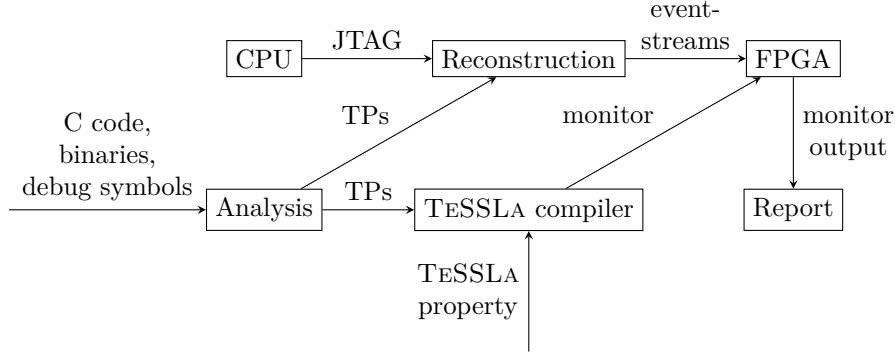 event-
streams
JTAG
CPU
Reconstruction
FPGA
TPs
monitor
monitor
output
C code,
binaries,
debug symbols
TPs
Analysis
TESSLA compiler
Report
TESSLA
property